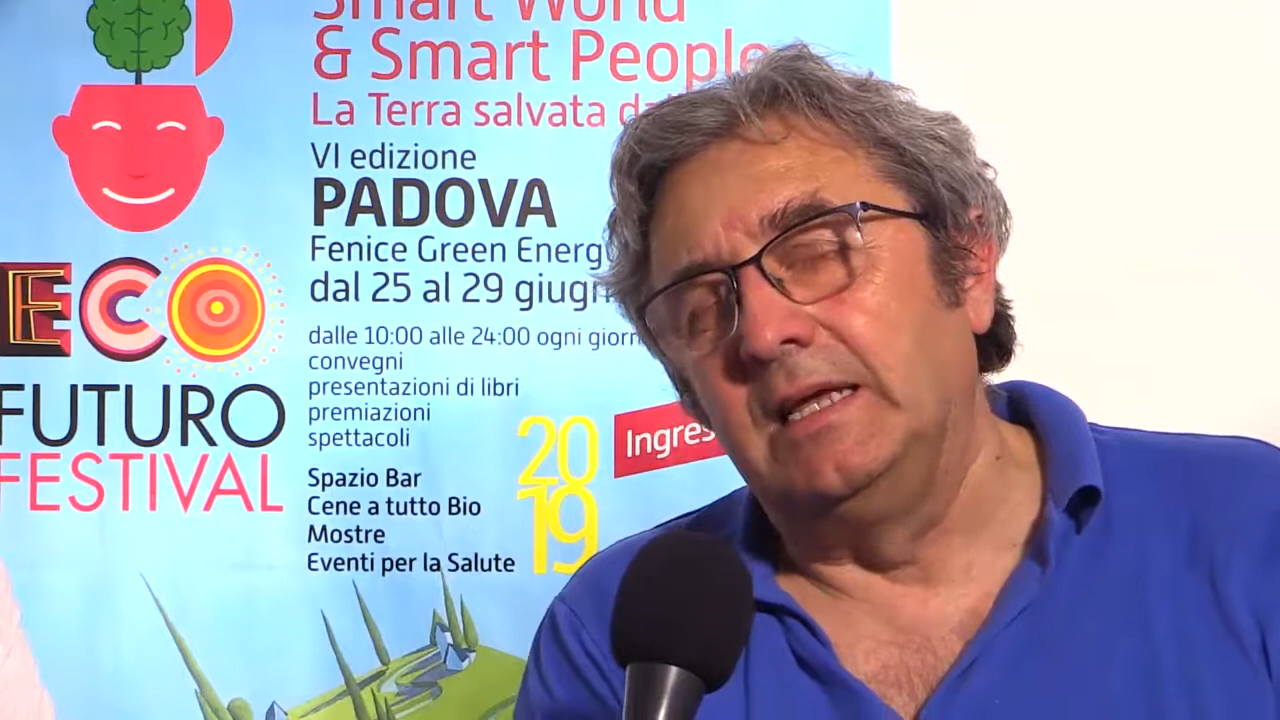 Smart World
& Smart People
La Terra salvata
VI edizione
PADOVA
Fenice Green Energy
dal 25 al 29 giugn
dalle 10:00 alle 24:00 ogni giorn
convegni
presentazioni di libri
premiazioni
spettacoli
2019
Ingres
Spazio Bar
Cene a tutto Bio
Mostre
Eventi per la Salute
ECO
FUTURO
FESTIVAL